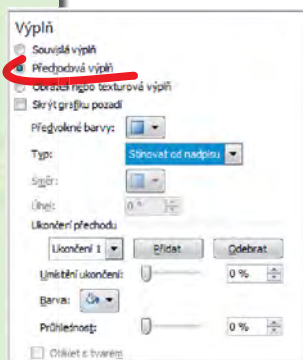 Výplň
Souvislá výplň
Přechodová výplň
Obrázek nebo texturová výplň
Skrýt grafiku pozadí
Předvolené barvy:
Typ: Stínovat od nadpisu
Směr:
Úhel: 0 °
Ukončení přechodu
Ukončení 1 Přidat Odebrat
Umístění ukončení: 0 %
Barva:
Průhlednost: 0 %
Otáčet s tvarem